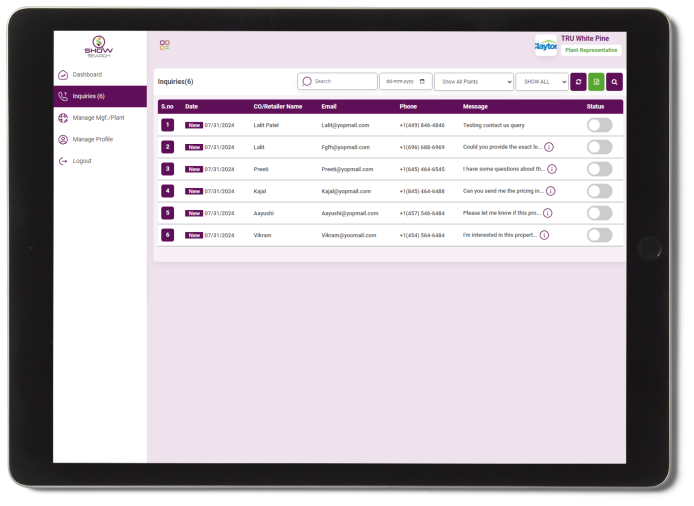 SHOW
SEARCH
Clayton
TRU White Pine
Plant Representative
Dashboard
Inquiries (6)
Manage Mgf./Plant
Manage Profile
Logout
Inquiries(6)
Search
dd-mm-yyyy
Show All Plants
SHOW ALL
S.no Date CO/Retailer Name Email Phone Message Status
1 New 07/31/2024 Lalit Patel Lalit@yopmail.com +1(449) 846-4846 Testing contact us query
2 New 07/31/2024 Lalit Fgfh@yopmail.com +1(696) 688-6969 Could you provide the exact lo...
3 New 07/31/2024 Preeti Preeti@yopmail.com +1(645) 464-6545 I have some questions about th...
4 New 07/31/2024 Kajal Kajal@yopmail.com +1(845) 464-6488 Can you send me the pricing in...
5 New 07/31/2024 Aayushi Aayushi@yopmail.com +1(457) 546-6484 Please let me know if this pro...
6 New 07/31/2024 Vikram Vikram@yoomail.com +1(454) 564-6484 I'm interested in this propert...